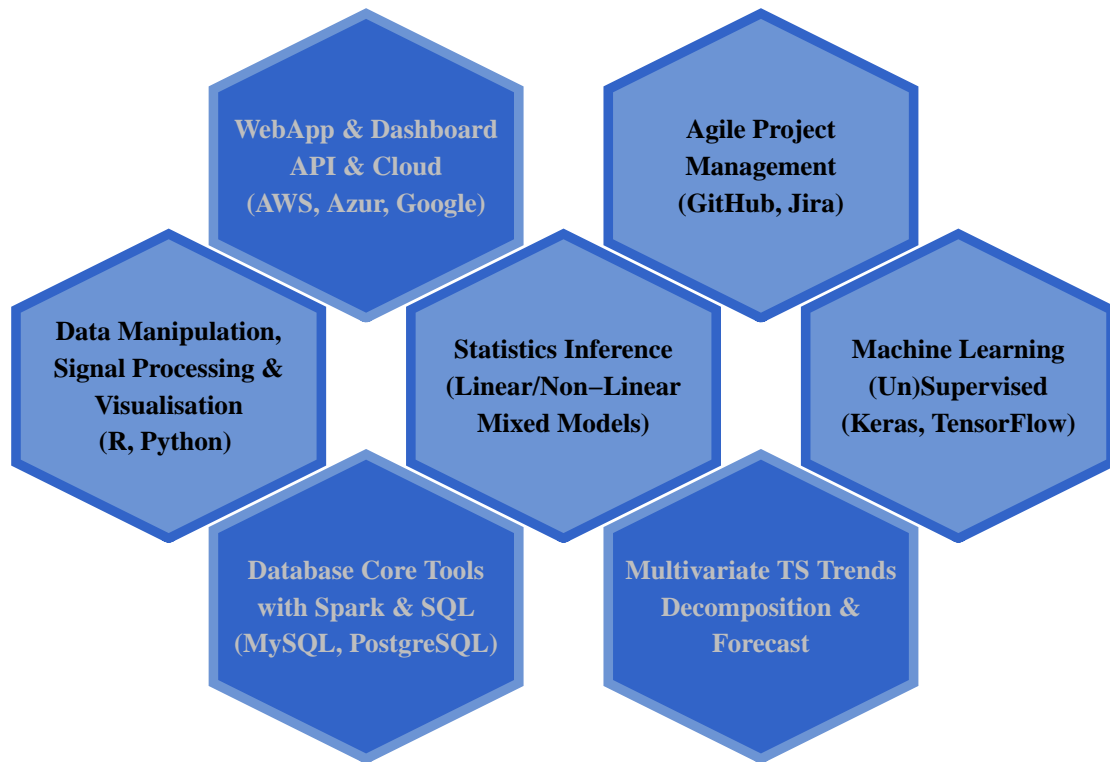 WebApp & Dashboard
API & Cloud
(AWS, Azur, Google)
Agile Project
Management
(GitHub, Jira)
Data Manipulation,
Signal Processing &
Visualisation
(R, Python)
Statistics Inference
(Linear/Non−Linear
Mixed Models)
Machine Learning
(Un)Supervised
(Keras, TensorFlow)
Database Core Tools
with Spark & SQL
(MySQL, PostgreSQL)
Multivariate TS Trends
Decomposition &
Forecast